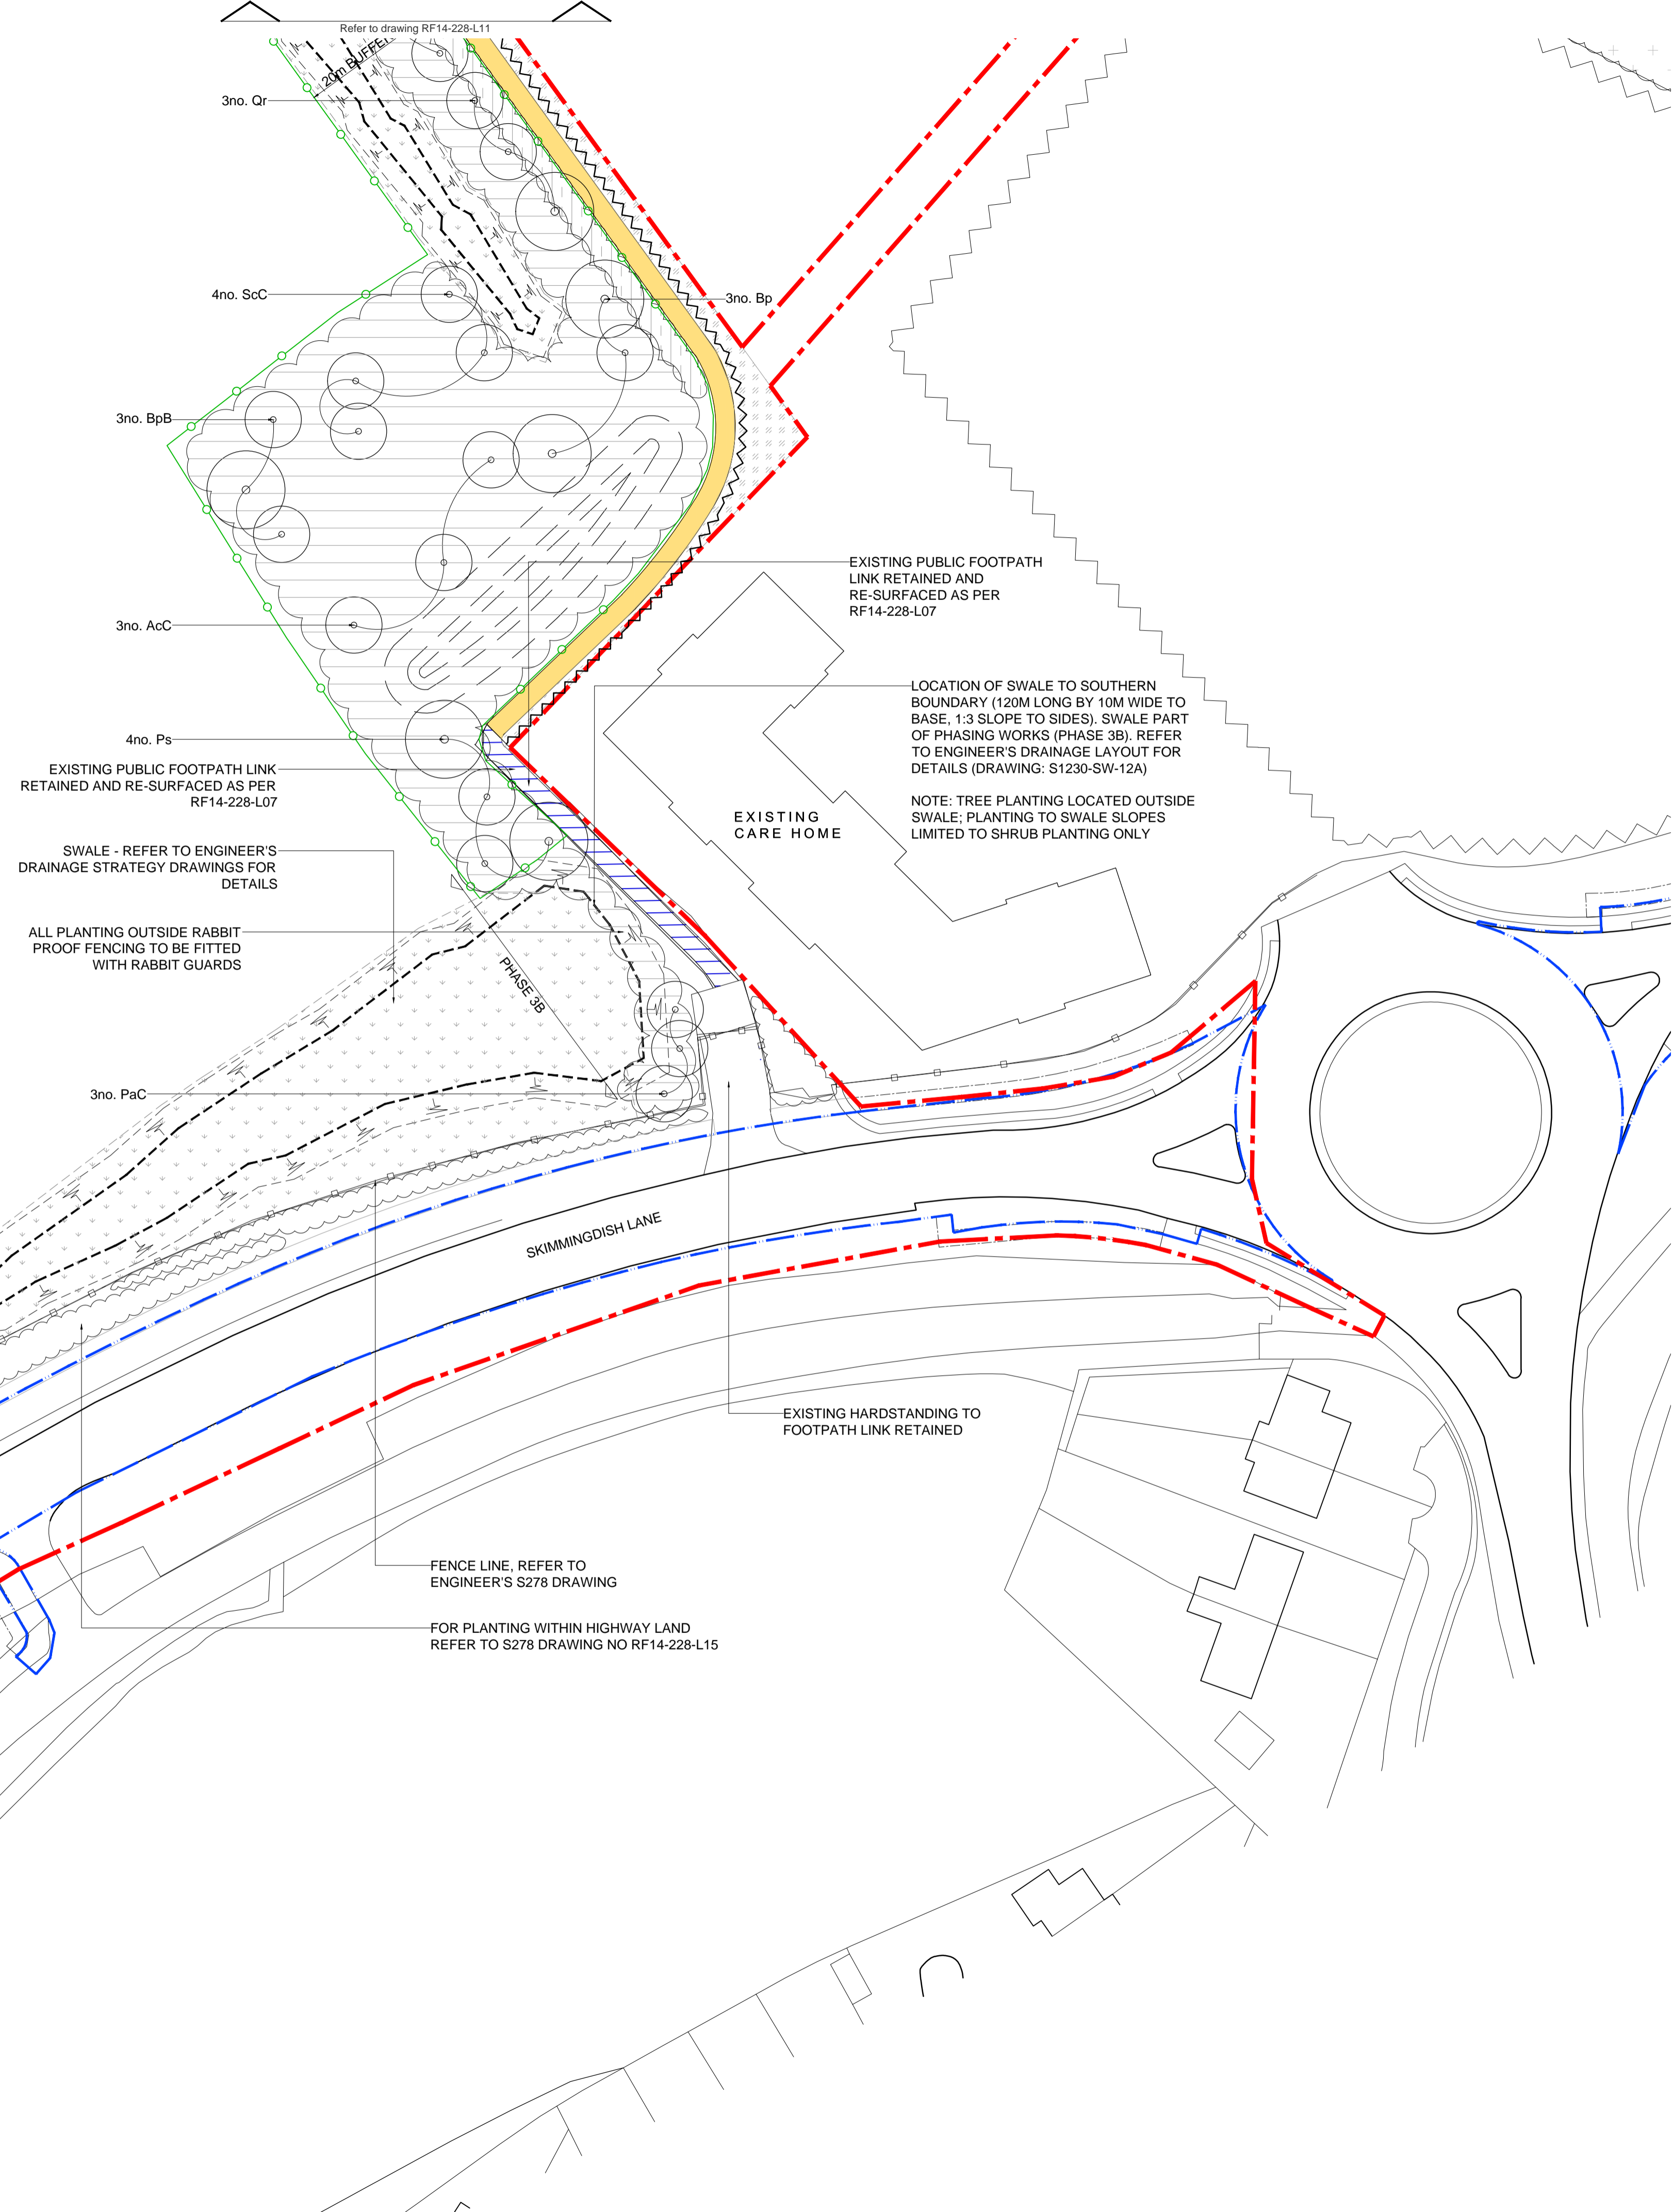 Refer to drawing RF14-228-L11
20m BUFFER
3no. Qr
4no. ScC
3no. Bp
3no. BpB
EXISTING PUBLIC FOOTPATH
LINK RETAINED AND
RE-SURFACED AS PER
RF14-228-L07
3no. AcC
LOCATION OF SWALE TO SOUTHERN
BOUNDARY (120M LONG BY 10M WIDE TO
BASE, 1:3 SLOPE TO SIDES). SWALE PART
OF PHASING WORKS (PHASE 3B). REFER
TO ENGINEER'S DRAINAGE LAYOUT FOR
DETAILS (DRAWING: S1230-SW-12A)
NOTE: TREE PLANTING LOCATED OUTSIDE
SWALE; PLANTING TO SWALE SLOPES
LIMITED TO SHRUB PLANTING ONLY
4no. Ps
EXISTING PUBLIC FOOTPATH LINK
RETAINED AND RE-SURFACED AS PER
RF14-228-L07
EXISTING
CARE HOME
SWALE - REFER TO ENGINEER'S
DRAINAGE STRATEGY DRAWINGS FOR
DETAILS
ALL PLANTING OUTSIDE RABBIT
PROOF FENCING TO BE FITTED
WITH RABBIT GUARDS
PHASE 3B
3no. PaC
SKIMMINGDISH LANE
EXISTING HARDSTANDING TO
FOOTPATH LINK RETAINED
FENCE LINE, REFER TO
ENGINEER'S S278 DRAWING
FOR PLANTING WITHIN HIGHWAY LAND
REFER TO S278 DRAWING NO RF14-228-L15